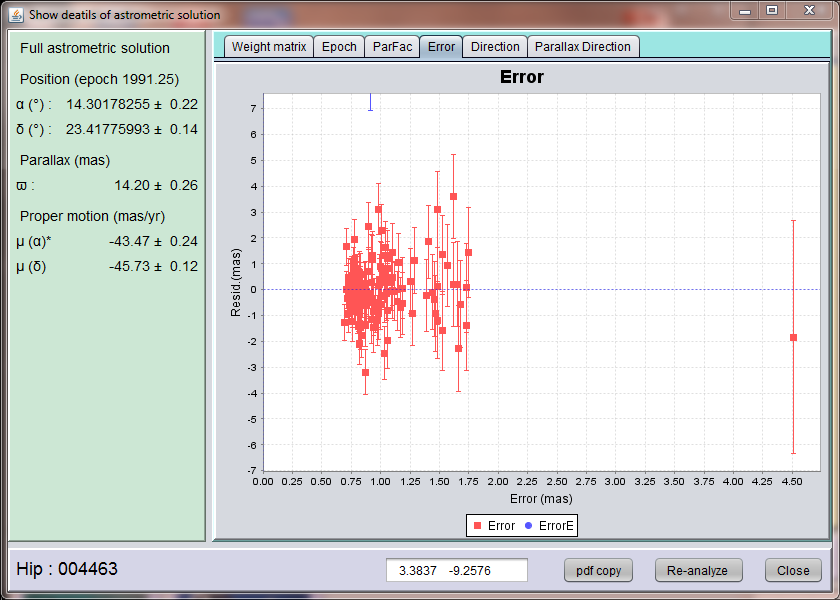 Show deatils of astrometric solution
Full astrometric solution
Position (epoch 1991.25)
α (°) : 14.30178255 ± 0.22
δ (°) : 23.41775993 ± 0.14
Parallax (mas)
ϖ : 14.20 ± 0.26
Proper motion (mas/yr)
μ (α)* -43.47 ± 0.24
μ (δ) -45.73 ± 0.12
Weight matrix Epoch ParFac Error Direction Parallax Direction
Error
7
6
5
4
3
2
1
0
-1
-2
-3
-4
-5
-6
-7
Resid.(mas)
0.00 0.25 0.50 0.75 1.00 1.25 1.50 1.75 2.00 2.25 2.50 2.75 3.00 3.25 3.50 3.75 4.00 4.25 4.50
Error (mas)
Error ErrorE
Hip : 004463
3.3837 -9.2576
pdf copy Re-analyze Close